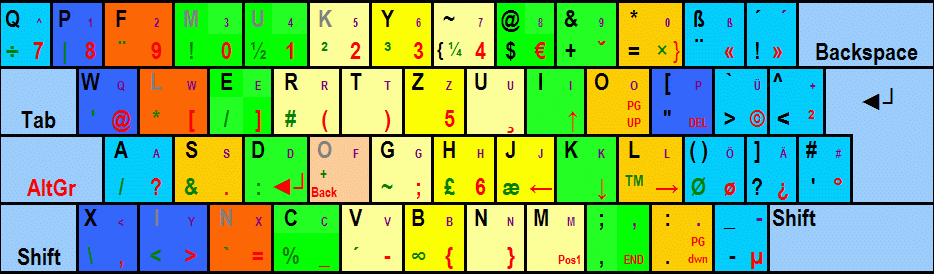 Q ^ P 1 F 2 M 3 U 4 K 5 Y 6 ~ 7 @ 8 & 9 * 0 ß ß ´ ´
÷ 7 | 8 ¨ 9 ! 0 ½ 1 ² 2 ³ 3 { ¼ 4 $ € + ˇ = × } ¨ « ! » Backspace
W Q L W E E R R T T Z Z U U I I O O [ P ` Ü ^ +
Tab ' @ * [ / ] # ( ) 5 ¸ ↑ PG UP " DEL > © < ² ◄┘
A A S S D D O F G G H H J J K K L L ( ) Ö ] Ä # #
AltGr / ? & . : ◄┘ + Back ~ ; £ 6 æ ← ↓ TM → Ø ø ? ¿ ' °
X < I Y N X C C V V B B N N M M ; , : . _ - Shift
Shift \ , < > ` = % _ ´ - ∞ { } Pos1 ; END . PG dwn - µ